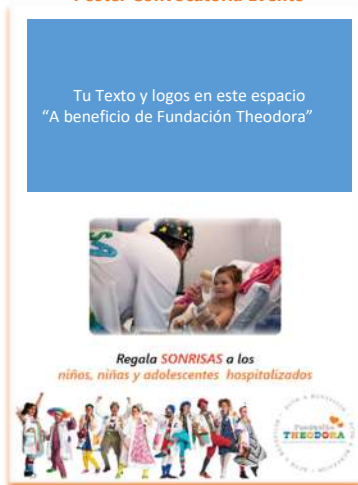 Poster Convocatoria Evento
Tu Texto y logos en este espacio
“A beneficio de Fundación Theodora”
Regala SONRISAS a los
niños, niñas y adolescentes hospitalizados
Fundación
THEODORA